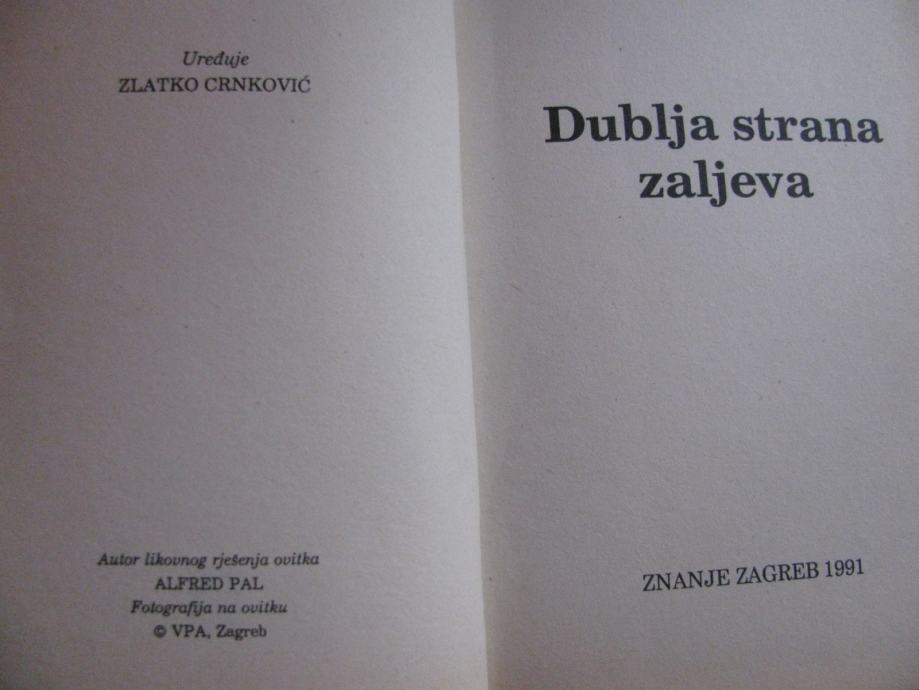 Uređuje
ZLATKO CRNKOVIĆ
Autor likovnog rješenja ovitka
ALFRED PAL
Fotografija na ovitku
© VPA, Zagreb
Dublja strana
zaljeva
ZNANJE ZAGREB 1991